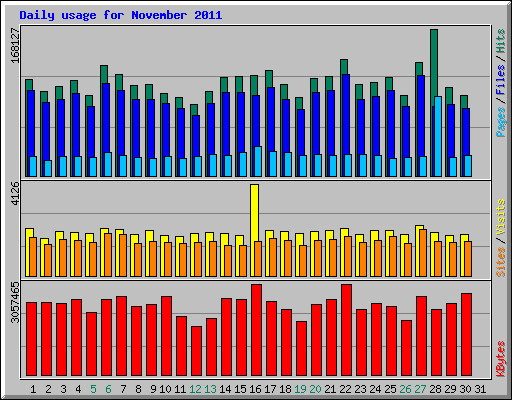 Daily usage for November 2011
168127
Pages / Files / Hits
4126
Sites / Visits
3057465
KBytes
1 2 3 4 5 6 7 8 9 10 11 12 13 14 15 16 17 18 19 20 21 22 23 24 25 26 27 28 29 30 31